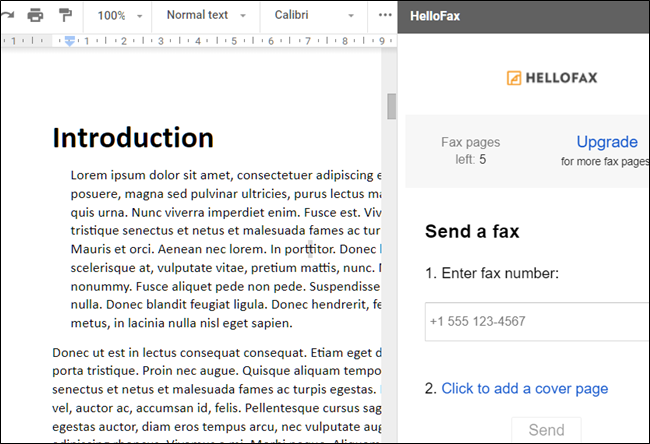 100% Normal text Calibri
1 1 2 3 4 5 6 7 8 9
Introduction
Lorem ipsum dolor sit amet, consectetuer adipiscing e
posuere, magna sed pulvinar ultricies, purus lectus ma
quis urna. Nunc viverra imperdiet enim. Fusce est. Viv
tristique senectus et netus et malesuada fames ac tur
Mauris et orci. Aenean nec lorem. In porttitor. Donec l
scelerisque at, vulputate vitae, pretium mattis, nunc. M
nonummy. Fusce aliquet pede non pede. Suspendisse
nulla. Donec blandit feugiat ligula. Donec hendrerit, fe
metus, in lacinia nulla nisl eget sapien.
Donec ut est in lectus consequat consequat. Etiam eget d
porta tristique. Proin nec augue. Quisque aliquam tempo
senectus et netus et malesuada fames ac turpis egestas.
vel, auctor ac, accumsan id, felis. Pellentesque cursus sag
egestas auctor, diam eros tempus arcu, nec vulputate aug
HelloFax
HELLOFAX
Fax pages
left: 5
Upgrade
for more fax pages
Send a fax
1. Enter fax number:
+1 555 123-4567
2. Click to add a cover page
Send